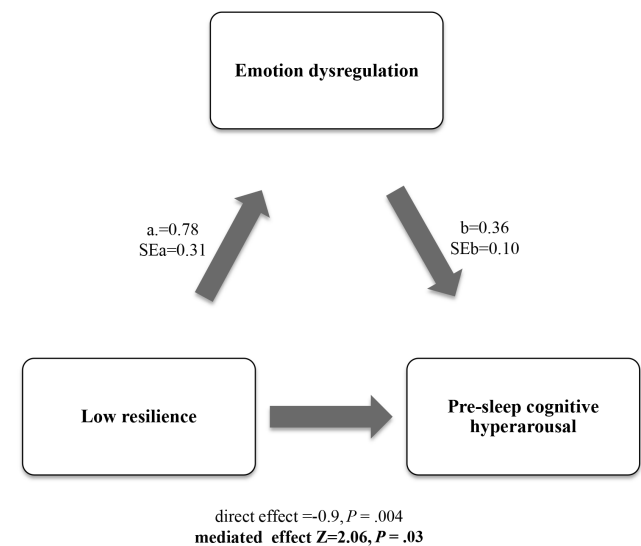 Emotion dysregulation
a.=0.78
SEa=0.31
b=0.36
SEb=0.10
Low resilience
Pre-sleep cognitive
hyperarousal
direct effect =-0.9, P = .004
mediated effect Z=2.06, P = .03